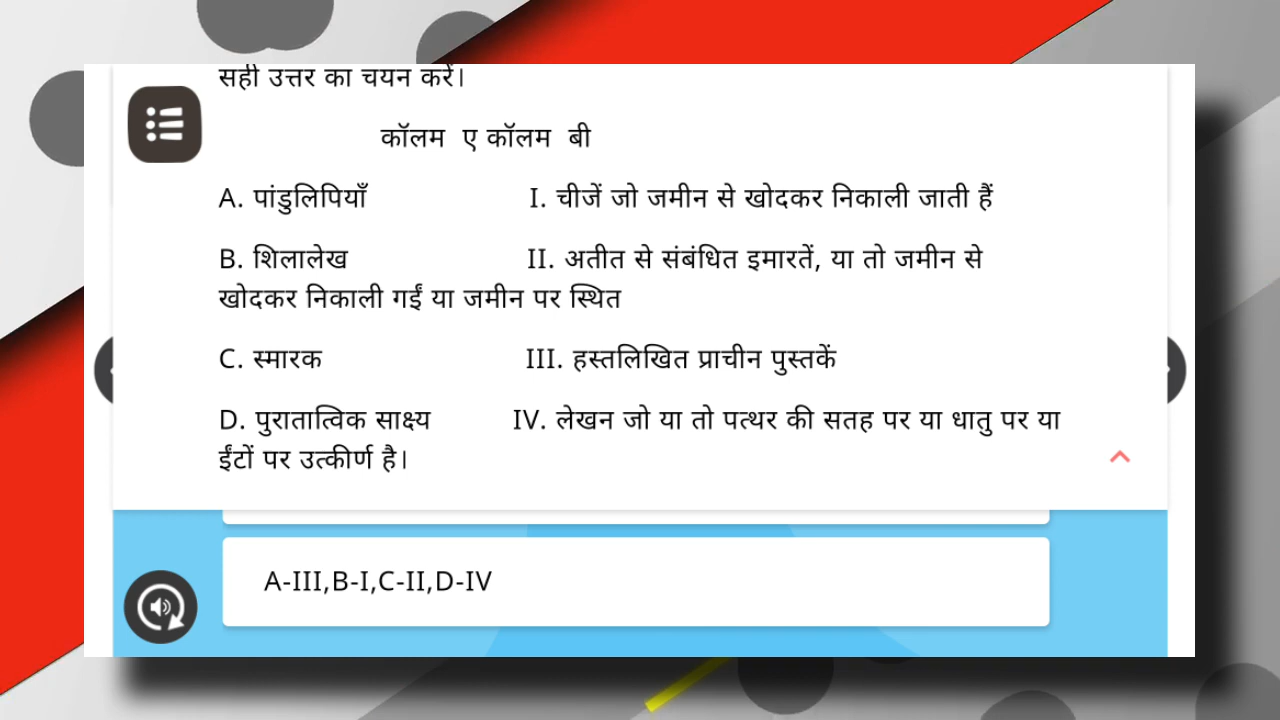 सही उत्तर का चयन करें।
कॉलम ए कॉलम बी
A. पांडुलिपियाँ I. चीजें जो जमीन से खोदकर निकाली जाती हैं
B. शिलालेख II. अतीत से संबंधित इमारतें, या तो जमीन से
खोदकर निकाली गईं या जमीन पर स्थित
C. स्मारक III. हस्तलिखित प्राचीन पुस्तकें
D. पुरातात्विक साक्ष्य IV. लेखन जो या तो पत्थर की सतह पर या धातु पर या
ईंटों पर उत्कीर्ण है।
A-III,B-I,C-II,D-IV